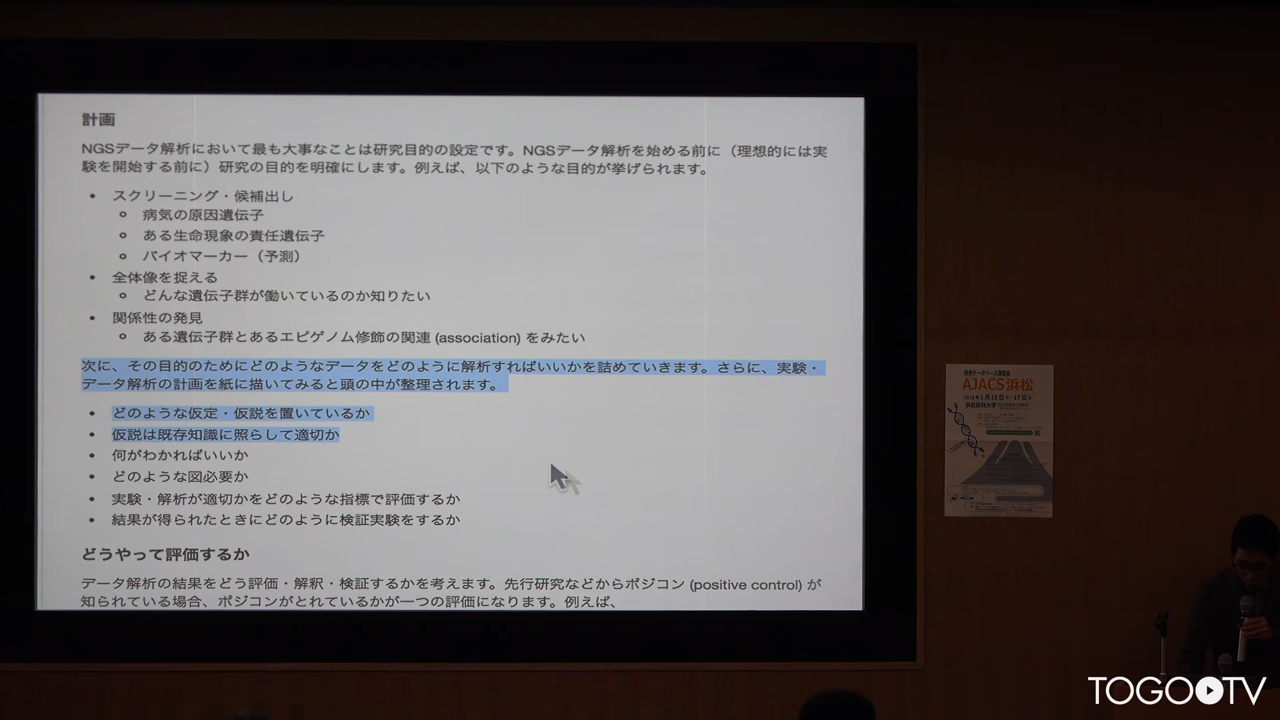 計画
NGSデータ解析において最も大事なことは研究目的の設定です。NGSデータ解析を始める前に（理想的には実
験を開始する前に）研究の目的を明確にします。例えば、以下のような目的が挙げられます。
• スクリーニング・候補出し
○ 病気の原因遺伝子
○ ある生命現象の責任遺伝子
○ バイオマーカー（予測）
• 全体像を捉える
○ どんな遺伝子群が働いているのか知りたい
• 関係性の発見
○ ある遺伝子群とあるエピゲノム修飾の関連 (association) をみたい
次に、その目的のためにどのようなデータをどのように解析すればいいかを詰めていきます。さらに、実験・
データ解析の計画を紙に描いてみると頭の中が整理されます。
• どのような仮定・仮説を置いているか
• 仮説は既存知識に照らして適切か
• 何がわかればいいか
• どのような図必要か
• 実験・解析が適切かをどのような指標で評価するか
• 結果が得られたときにどのように検証実験をするか
どうやって評価するか
データ解析の結果をどう評価・解釈・検証するかを考えます。先行研究などからポジコン (positive control) が
知られている場合、ポジコンがとれているかが一つの評価になります。例えば、
統合データベース講習会
AJACS浜松
浜松医科大学
TOGOTV